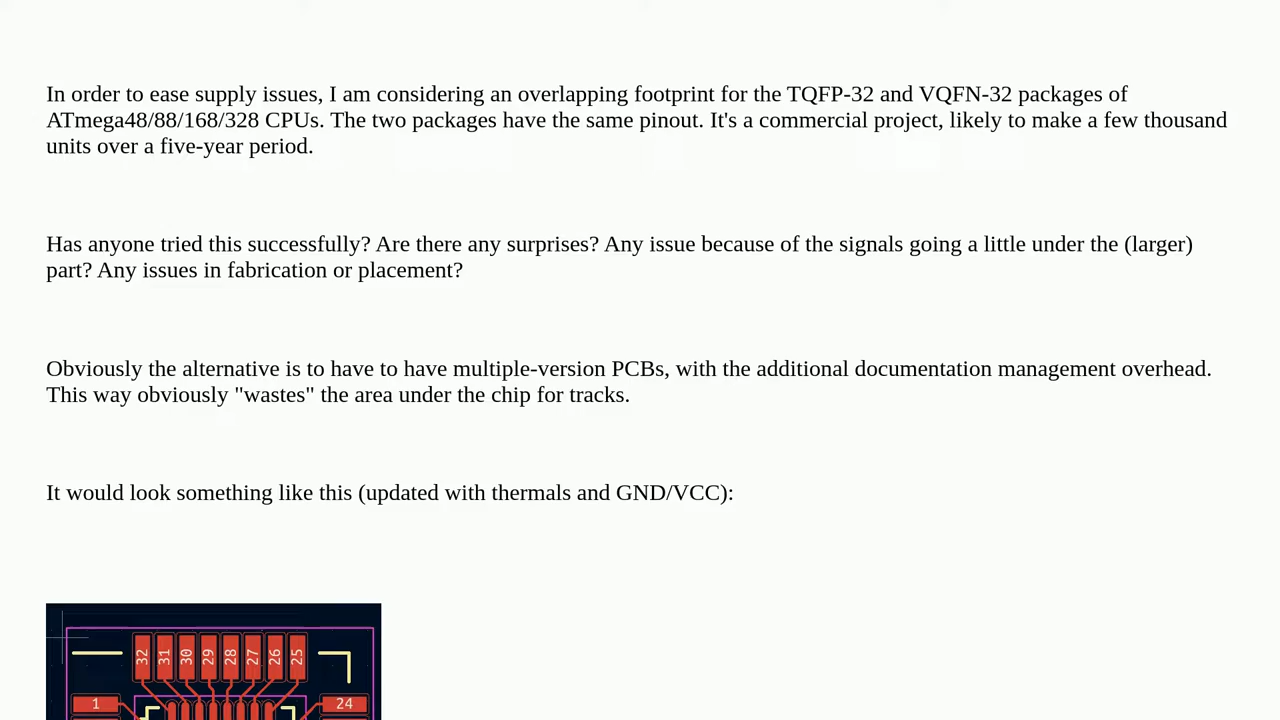 In order to ease supply issues, I am considering an overlapping footprint for the TQFP-32 and VQFN-32 packages of
ATmega48/88/168/328 CPUs. The two packages have the same pinout. It's a commercial project, likely to make a few thousand
units over a five-year period.
Has anyone tried this successfully? Are there any surprises? Any issue because of the signals going a little under the (larger)
part? Any issues in fabrication or placement?
Obviously the alternative is to have to have multiple-version PCBs, with the additional documentation management overhead.
This way obviously "wastes" the area under the chip for tracks.
It would look something like this (updated with thermals and GND/VCC):
32 31 30 29 28 27 26 25
1 24